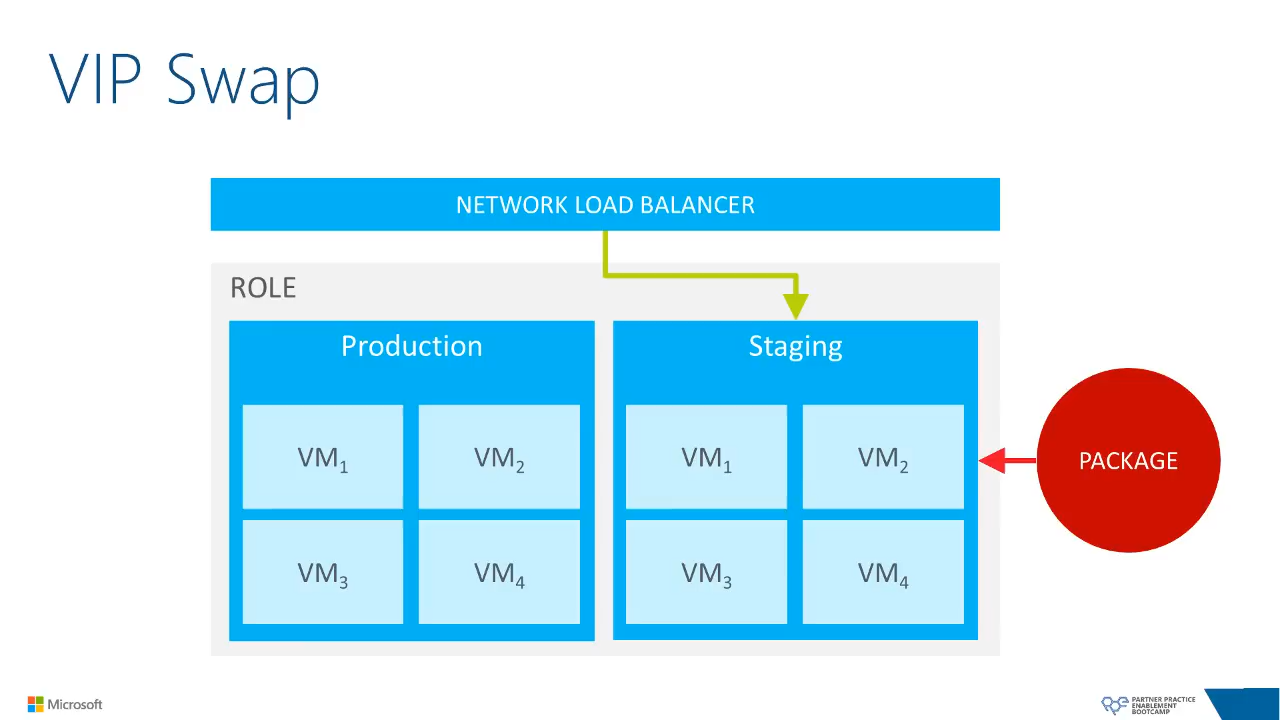 VIP Swap
NETWORK LOAD BALANCER
ROLE
Production
Staging
VM₁
VM₂
VM₃
VM₄
VM₁
VM₂
VM₃
VM₄
PACKAGE
Microsoft
PARTNER PRACTICE
ENABLEMENT
BOOTCAMP